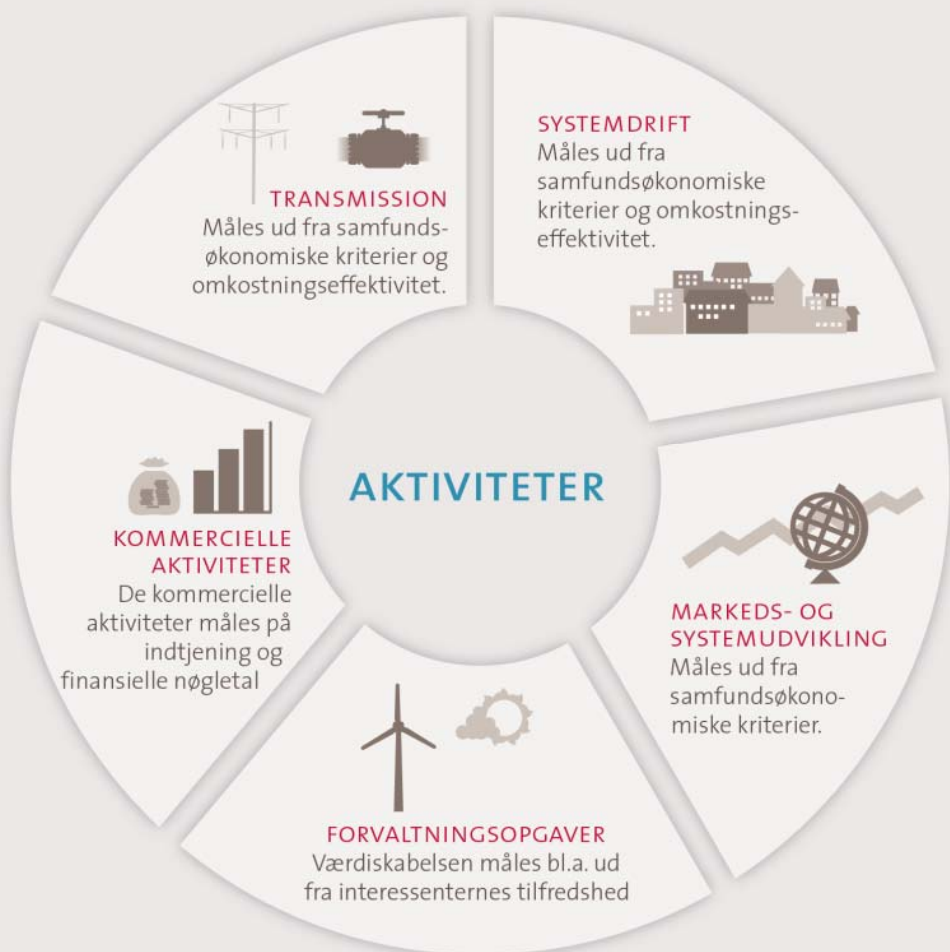 SYSTEMDRIFT
Måles ud fra
samfundsøkonomiske
kriterier og omkostnings-
effektivitet.
MARKEDS- OG
SYSTEMUDVIKLING
Måles ud fra
samfundsøkono-
miske kriterier.
FORVALTNINGSOPGAVER
Værdiskabelsen måles bl.a. ud
fra interessenternes tilfredshed
KOMMERCIELLE
AKTIVITETER
De kommercielle
aktiviteter måles på
indtjening og
finansielle nøgletal
TRANSMISSION
Måles ud fra samfunds-
økonomiske kriterier og
omkostningseffektivitet.
AKTIVITETER